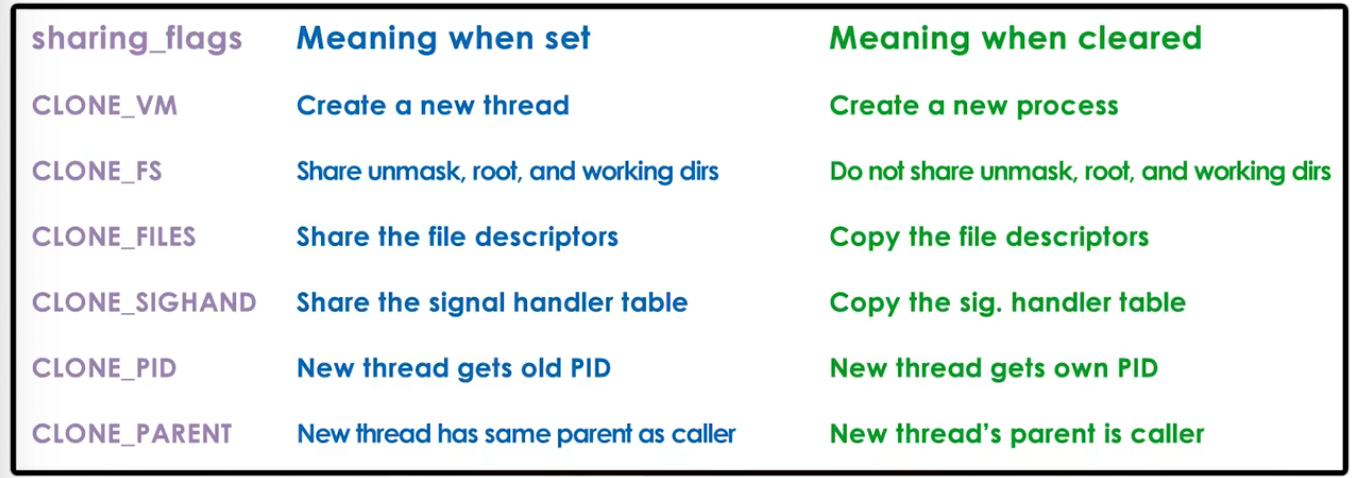 sharing_flags Meaning when set Meaning when cleared
CLONE_VM Create a new thread Create a new process
CLONE_FS Share unmask, root, and working dirs Do not share unmask, root, and working dirs
CLONE_FILES Share the file descriptors Copy the file descriptors
CLONE_SIGHAND Share the signal handler table Copy the sig. handler table
CLONE_PID New thread gets old PID New thread gets own PID
CLONE_PARENT New thread has same parent as caller New thread's parent is caller